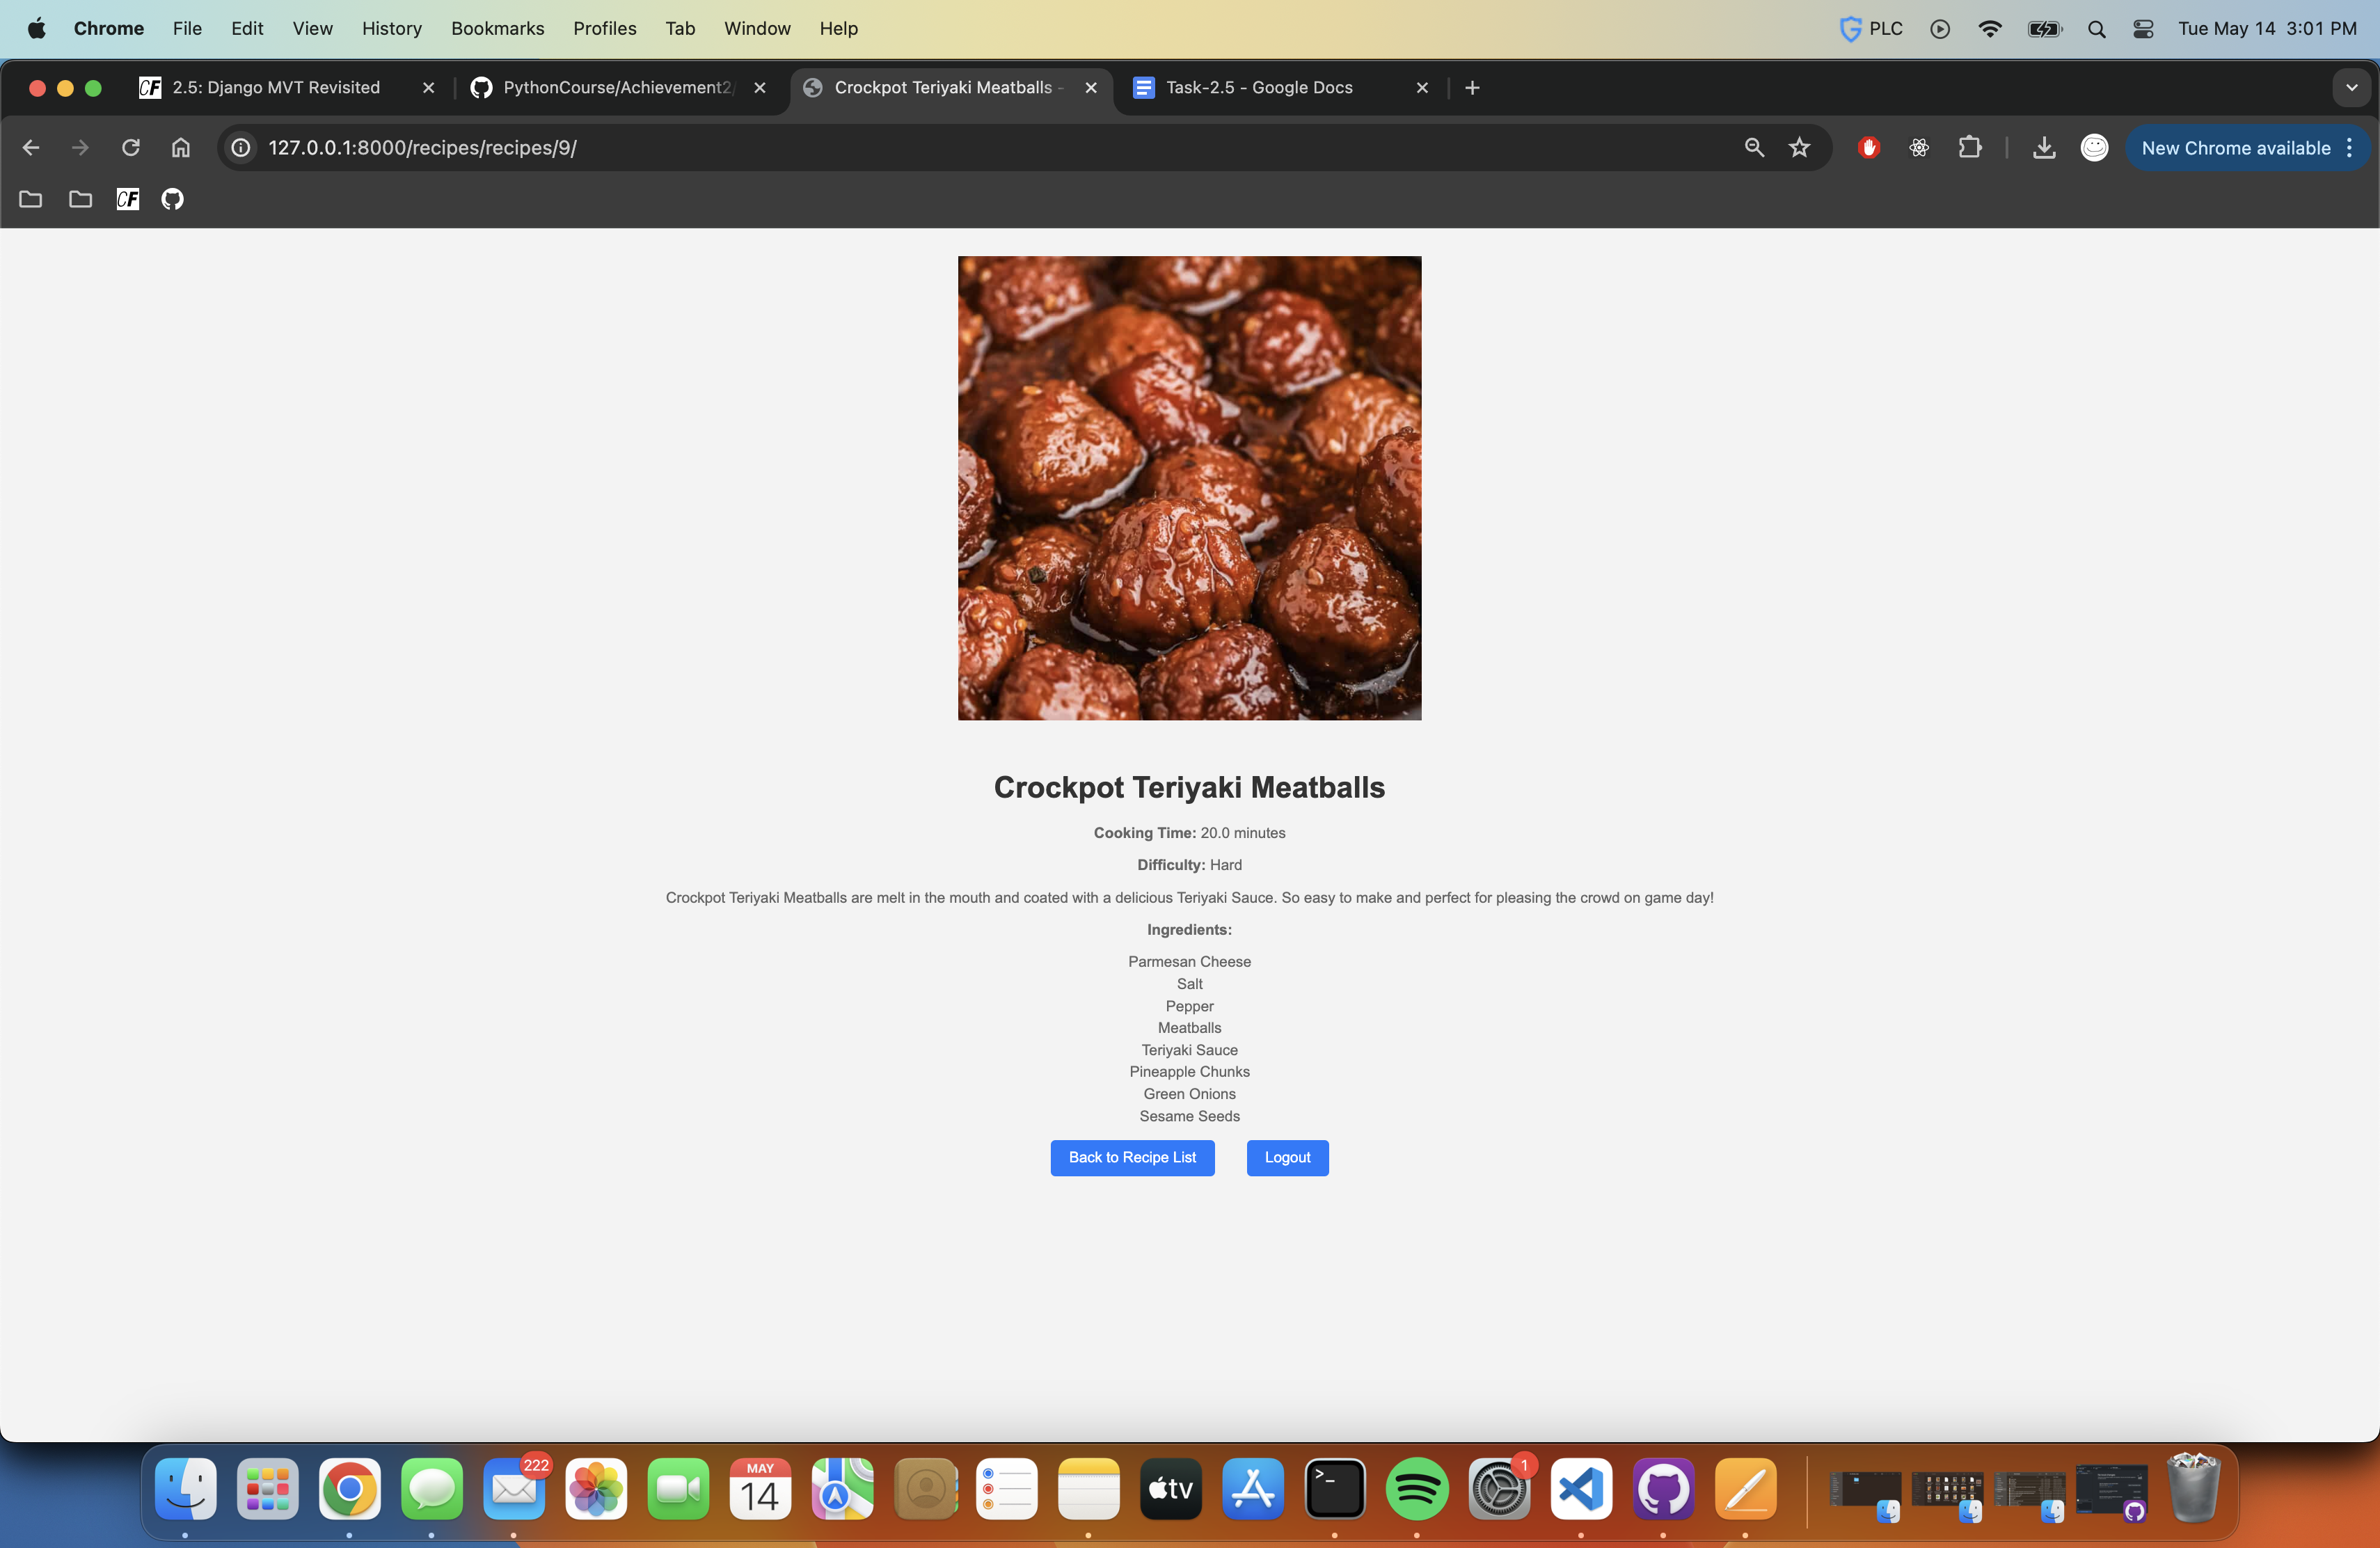 Chrome File Edit View History Bookmarks Profiles Tab Window Help PLC Tue May 14 3:01 PM
CF 2.5: Django MVT Revisited PythonCourse/Achievement2/ Crockpot Teriyaki Meatballs - Task-2.5 - Google Docs
127.0.0.1:8000/recipes/recipes/9/ New Chrome available
CF
Crockpot Teriyaki Meatballs
Cooking Time: 20.0 minutes
Difficulty: Hard
Crockpot Teriyaki Meatballs are melt in the mouth and coated with a delicious Teriyaki Sauce. So easy to make and perfect for pleasing the crowd on game day!
Ingredients:
Parmesan Cheese
Salt
Pepper
Meatballs
Teriyaki Sauce
Pineapple Chunks
Green Onions
Sesame Seeds
Back to Recipe List Logout
222 MAY 14 tv >_ 1